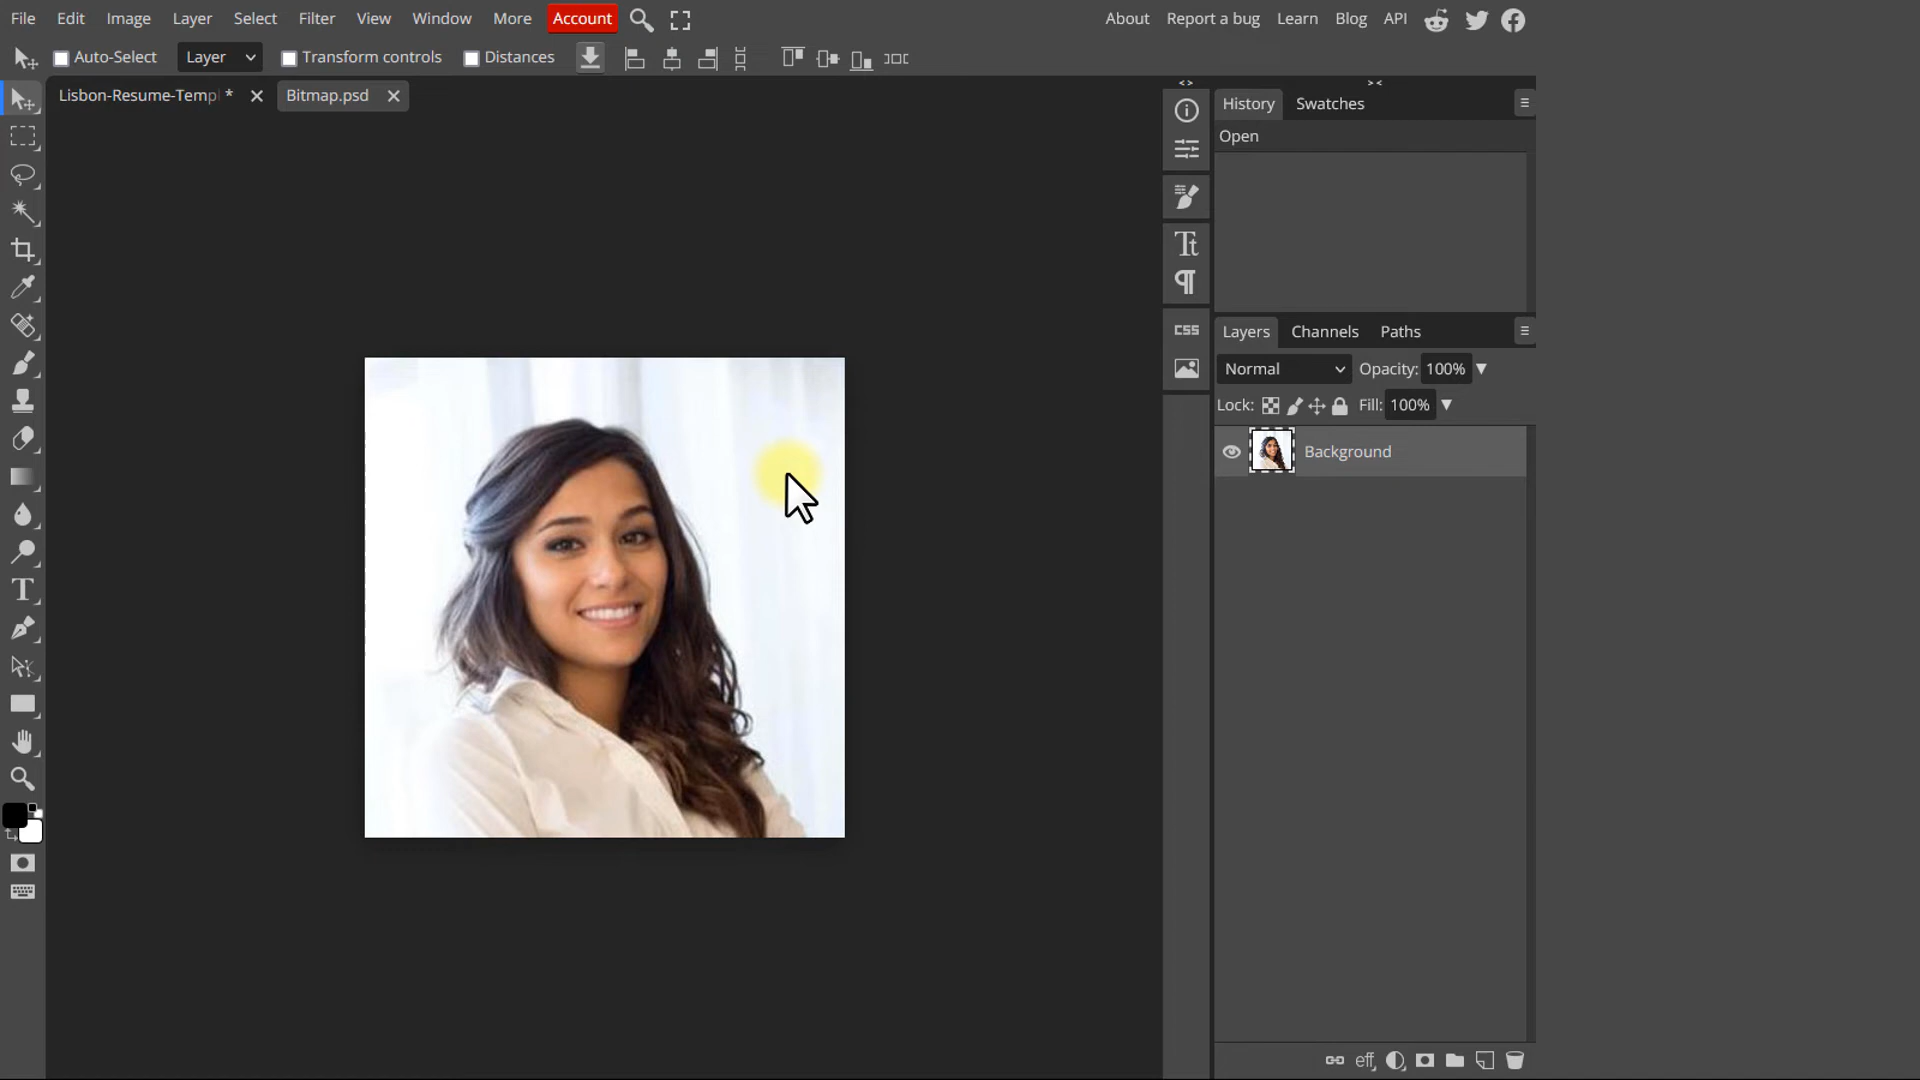 File Edit Image Layer Select Filter View Window More Account About Report a bug Learn Blog API
Auto-Select Layer Transform controls Distances
Lisbon-Resume-Templ * Bitmap.psd
History Swatches
Open
Tt
CSS
Layers Channels Paths
Normal Opacity: 100%
Lock: Fill: 100%
Background
T
eff